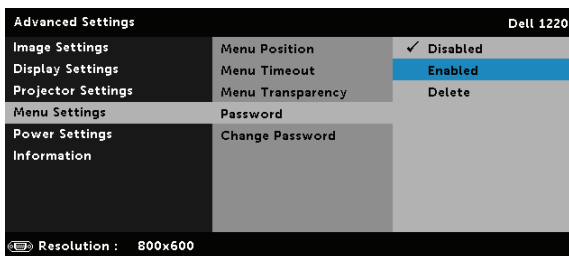 Advanced Settings Dell 1220
Image Settings
Display Settings
Projector Settings
Menu Settings
Power Settings
Information
Menu Position
Menu Timeout
Menu Transparency
Password
Change Password
✓ Disabled
Enabled
Delete
Resolution : 800x600